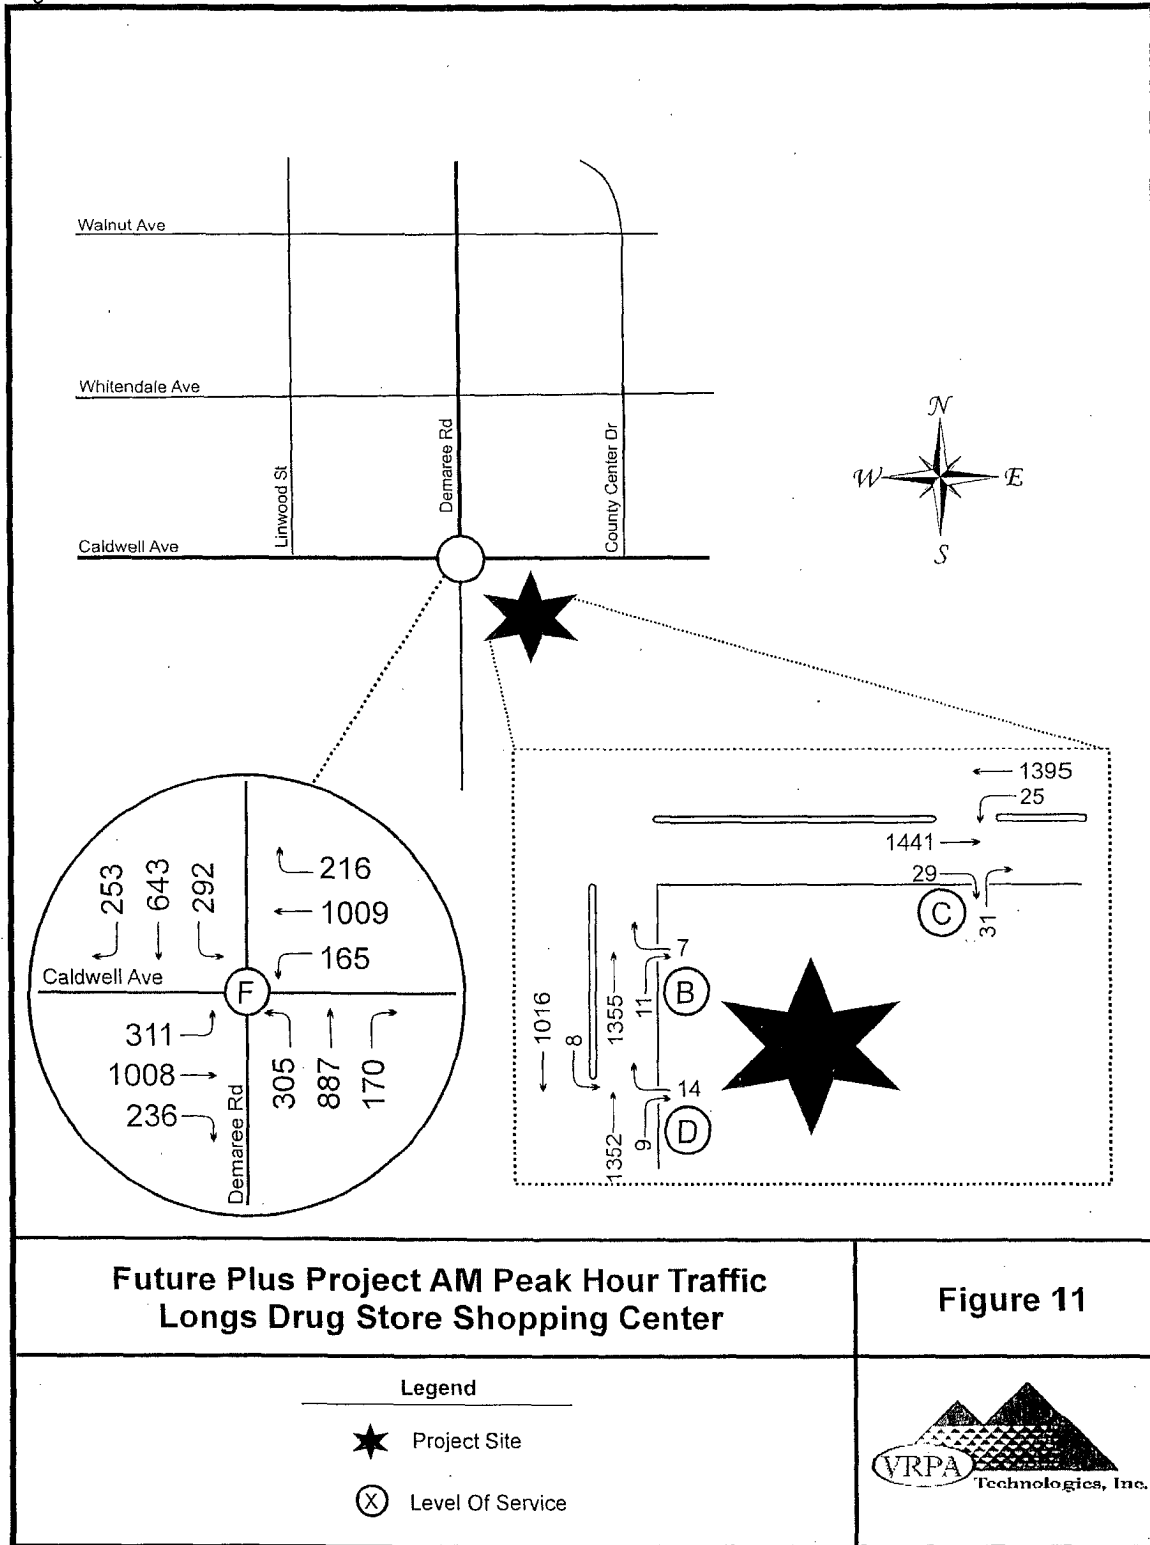 Walnut Ave
Whitendale Ave
Linwood St
Demaree Rd
County Center Dr
Caldwell Ave
N
W
E
S
253
643
292
216
1009
165
Caldwell Ave
F
311
1008
236
Demaree Rd
305
887
170
1395
25
1441
29
C
31
7
B
1016
8
1355
11
14
D
1352
9
Future Plus Project AM Peak Hour Traffic
Longs Drug Store Shopping Center
Figure 11
Legend
Project Site
X Level Of Service
VRPA
Technologies, Inc.